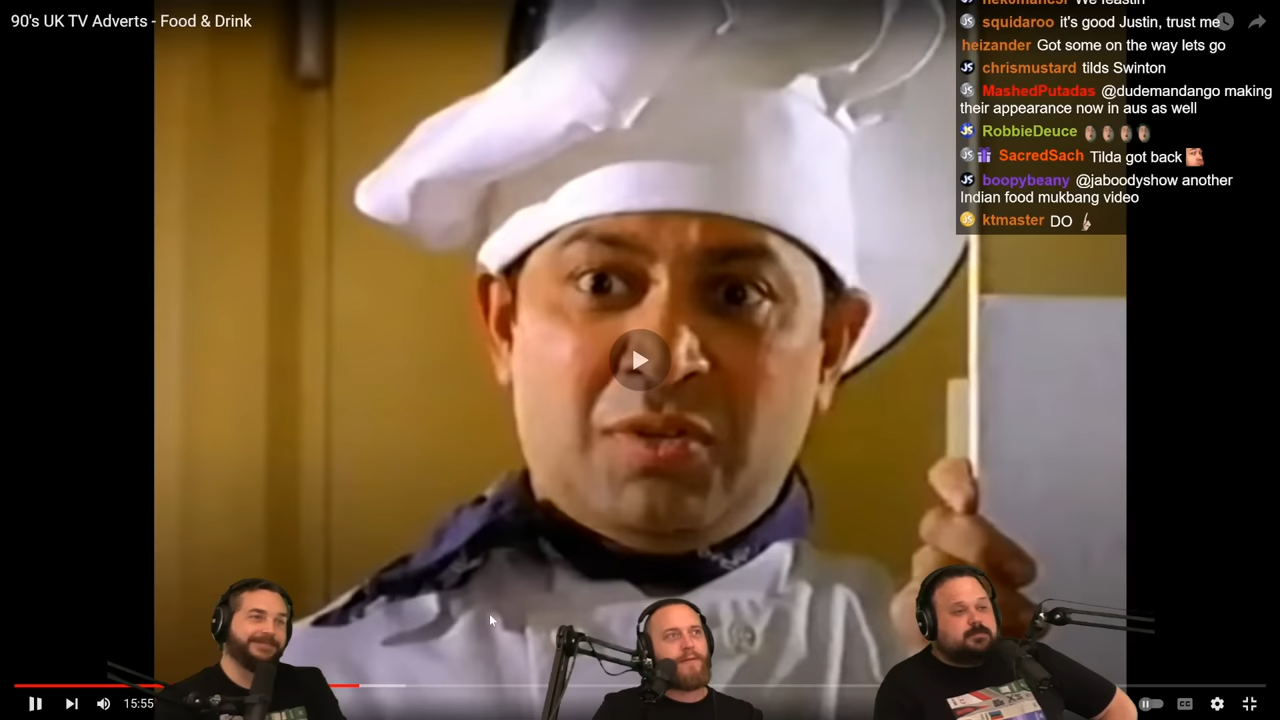 90's UK TV Adverts - Food & Drink
squidaroo it's good Justin, trust me
heizander Got some on the way lets go
chrismustard tilds Swinton
MashedPutadas @dudemandango making
their appearance now in aus as well
RobbieDeuce
SacredSach Tilda got back
boopybeany @jaboodyshow another
Indian food mukbang video
ktmaster DO
15:55